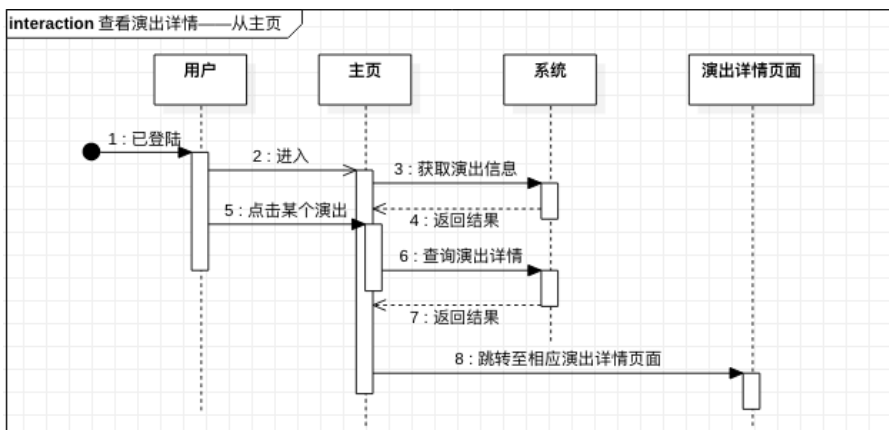 interaction 查看演出详情——从主页
用户
主页
系统
演出详情页面
1 : 已登陆
2 : 进入
3 : 获取演出信息
4 : 返回结果
5 : 点击某个演出
6 : 查询演出详情
7 : 返回结果
8 : 跳转至相应演出详情页面